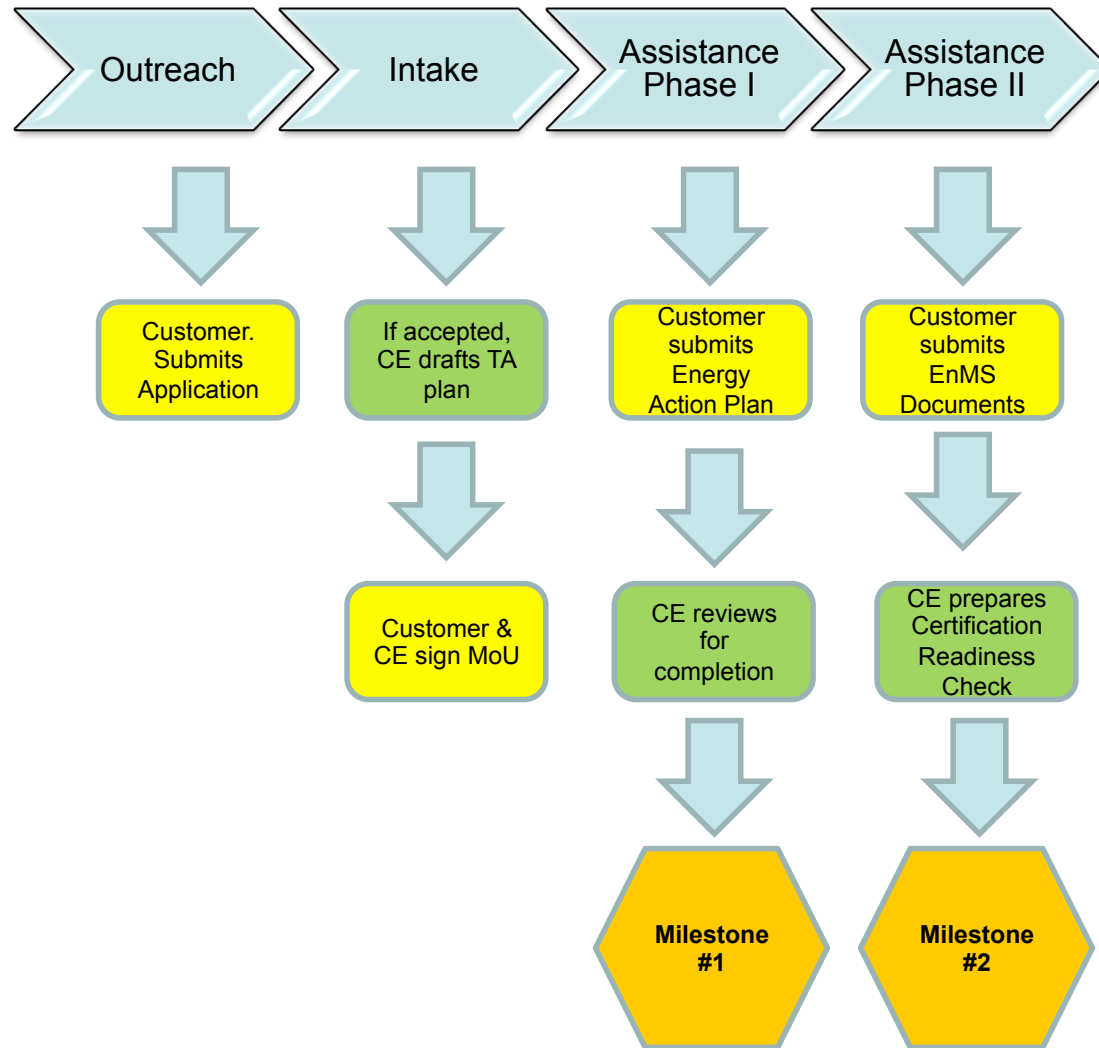 Outreach
Intake
Assistance
Phase I
Assistance
Phase II
Customer.
Submits
Application
If accepted,
CE drafts TA
plan
Customer
submits
Energy
Action Plan
Customer
submits
EnMS
Documents
Customer &
CE sign MoU
CE reviews
for
completion
CE prepares
Certification
Readiness
Check
Milestone
#1
Milestone
#2